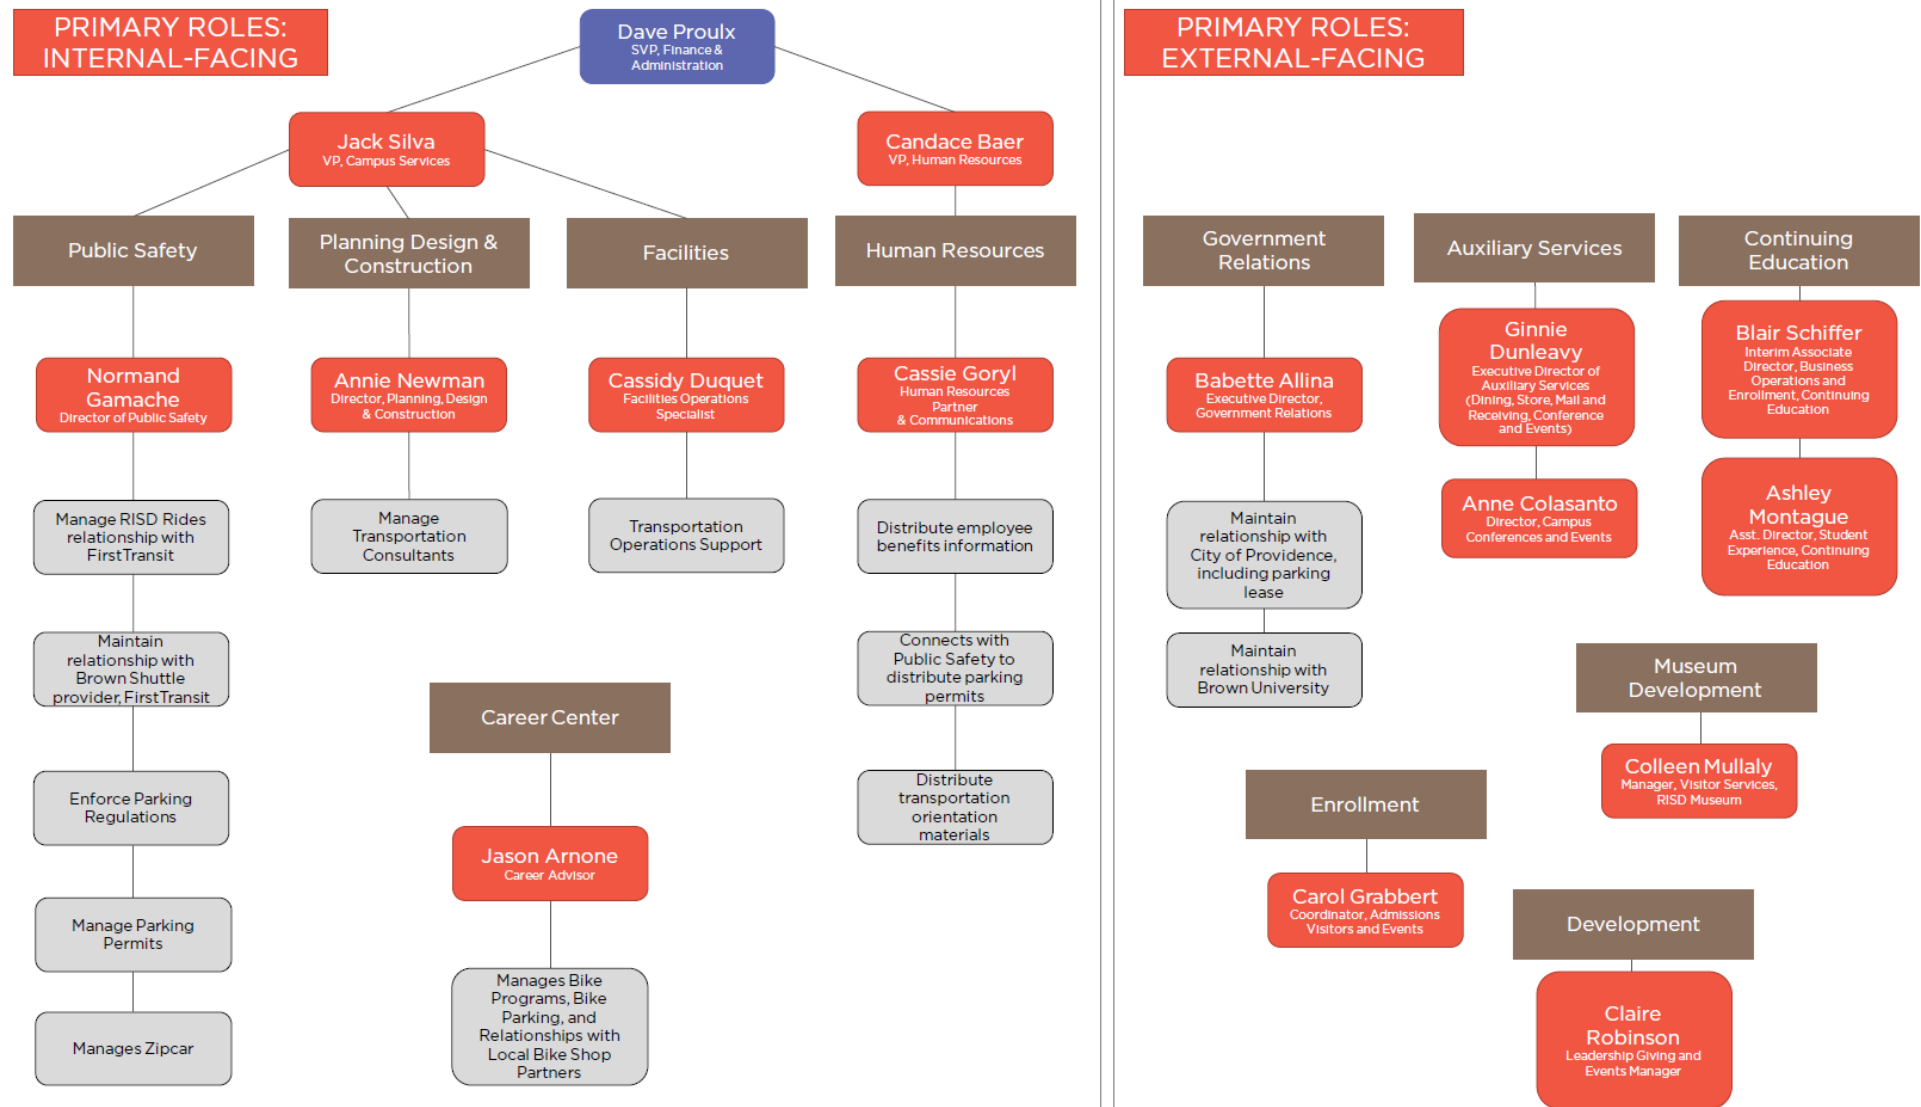 PRIMARY ROLES:
INTERNAL-FACING
Dave Proulx
SVP, Finance &
Administration
Jack Silva
VP, Campus Services
Candace Baer
VP, Human Resources
Public Safety
Normand
Gamache
Director of Public Safety
Manage RISD Rides
relationship with
FirstTransit
Maintain
relationship with
Brown Shuttle
provider, FirstTransit
Enforce Parking
Regulations
Manage Parking
Permits
Manages Zipcar
Planning Design &
Construction
Annie Newman
Director, Planning, Design
& Construction
Manage
Transportation
Consultants
Facilities
Cassidy Duquet
Facilities Operations
Specialist
Transportation
Operations Support
Career Center
Jason Arnone
Career Advisor
Manages Bike
Programs, Bike
Parking, and
Relationships with
Local Bike Shop
Partners
Human Resources
Cassie Goryl
Human Resources
Partner
& Communications
Distribute employee
benefits information
Connects with
Public Safety to
distribute parking
permits
Distribute
transportation
orientation
materials
PRIMARY ROLES:
EXTERNAL-FACING
Government
Relations
Babette Allina
Executive Director,
Government Relations
Maintain
relationship with
City of Providence,
including parking
lease
Maintain
relationship with
Brown University
Auxiliary Services
Ginnie
Dunleavy
Executive Director of
Auxiliary Services
(Dining, Store, Mail and
Receiving, Conference
and Events)
Anne Colasanto
Director, Campus
Conferences and Events
Continuing
Education
Blair Schiffer
Interim Associate
Director, Business
Operations and
Enrollment, Continuing
Education
Ashley
Montague
Asst. Director, Student
Experience, Continuing
Education
Museum
Development
Colleen Mullaly
Manager, Visitor Services,
RISD Museum
Enrollment
Carol Grabbert
Coordinator, Admissions
Visitors and Events
Development
Claire
Robinson
Leadership Giving and
Events Manager